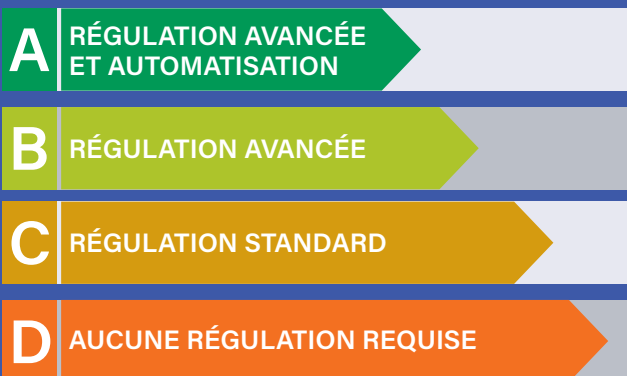 A
RÉGULATION AVANCÉE
ET AUTOMATISATION
B
RÉGULATION AVANCÉE
C
RÉGULATION STANDARD
D
AUCUNE RÉGULATION REQUISE